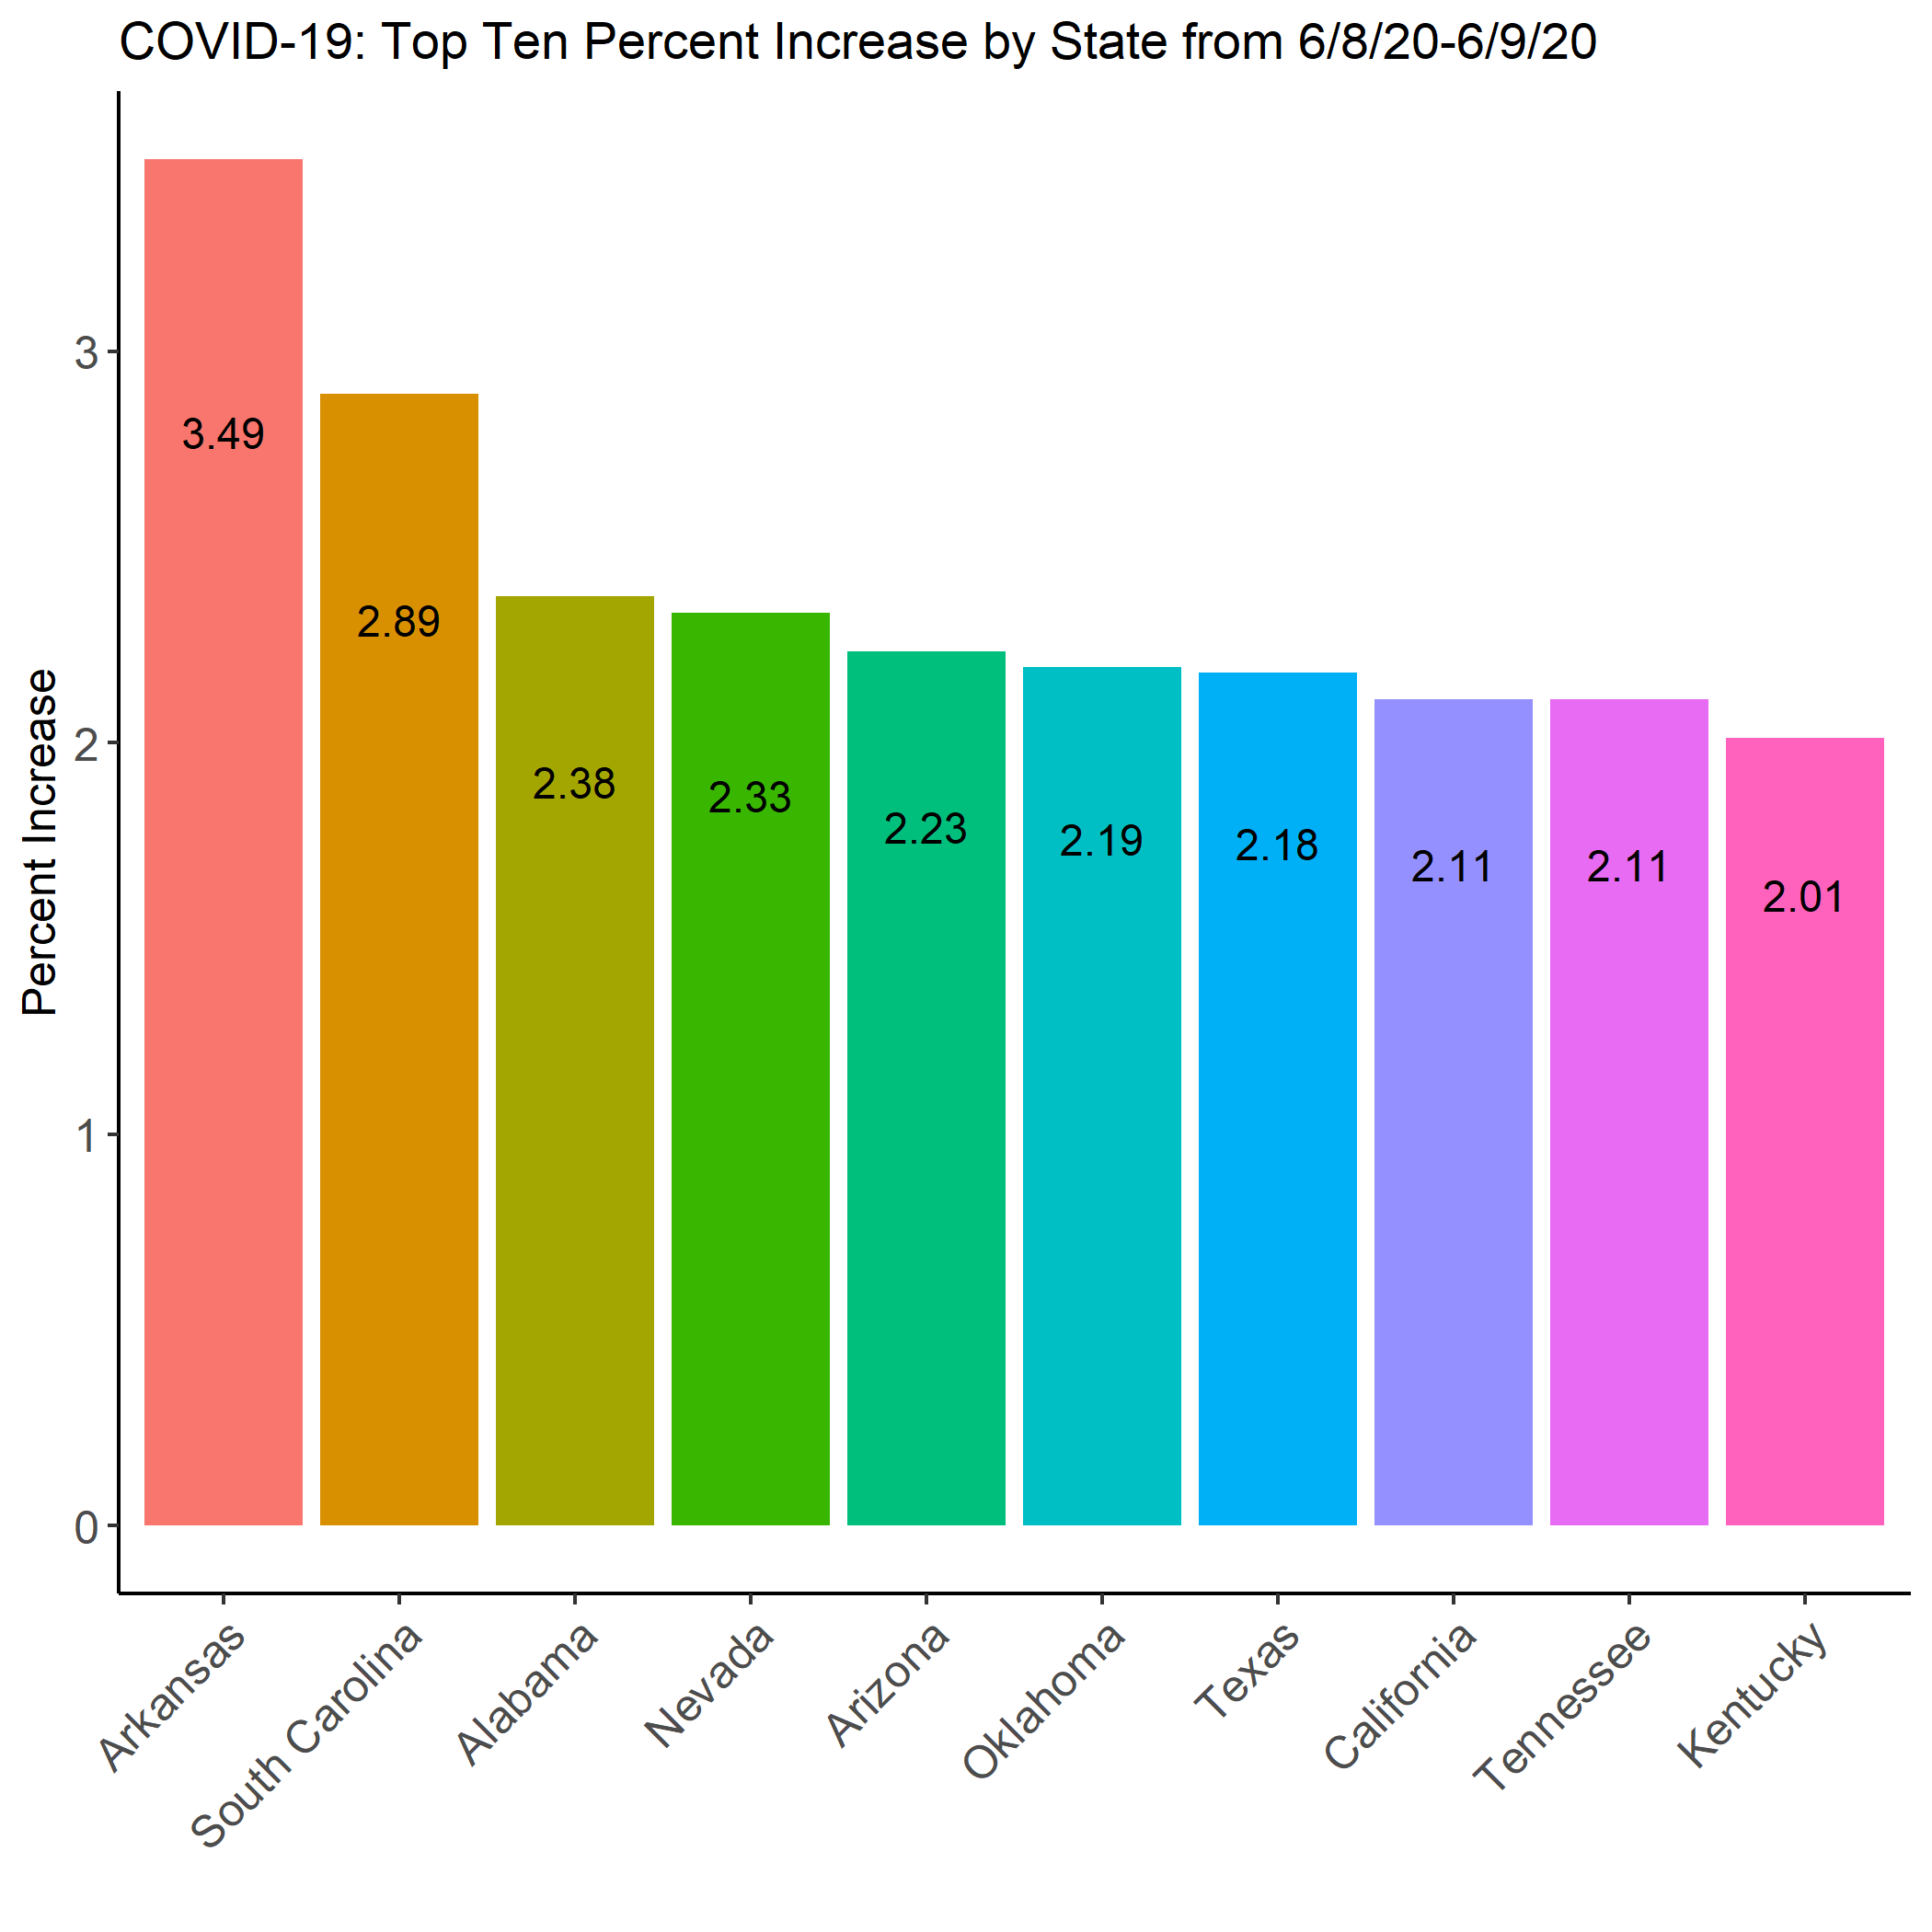 COVID-19: Top Ten Percent Increase by State from 6/8/20-6/9/20
Percent Increase
3
2
1
0
3.49
2.89
2.38
2.33
2.23
2.19
2.18
2.11
2.11
2.01
Arkansas
South Carolina
Alabama
Nevada
Arizona
Oklahoma
Texas
California
Tennessee
Kentucky